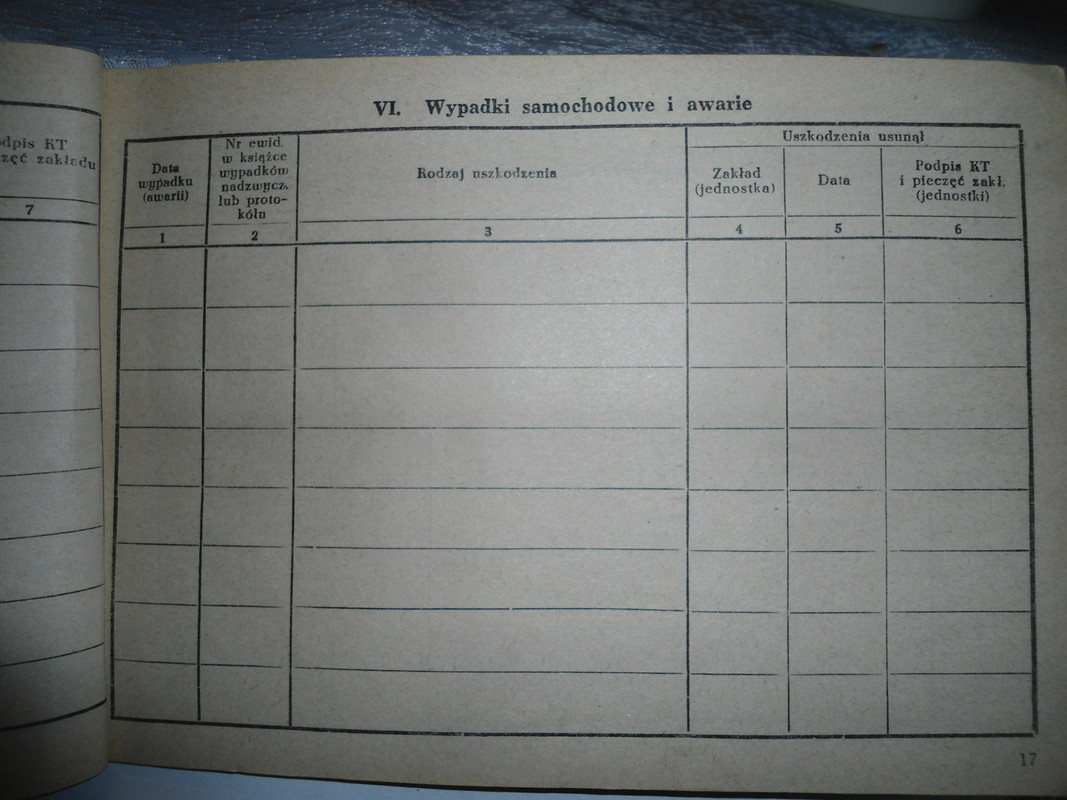 dpis KT
zęć zakładu
7
VI. Wypadki samochodowe i awarie
Data
wypadku
(awarii)
Nr ewid.
w książce
wypadków
nadzwycz.
lub proto-
kółu
Rodzaj uszkodzenia
Uszkodzenia usunął
Zakład
(jednostka)
Data
Podpis KT
i pieczęć zakł.
(jednostki)
1
2
3
4
5
6
17